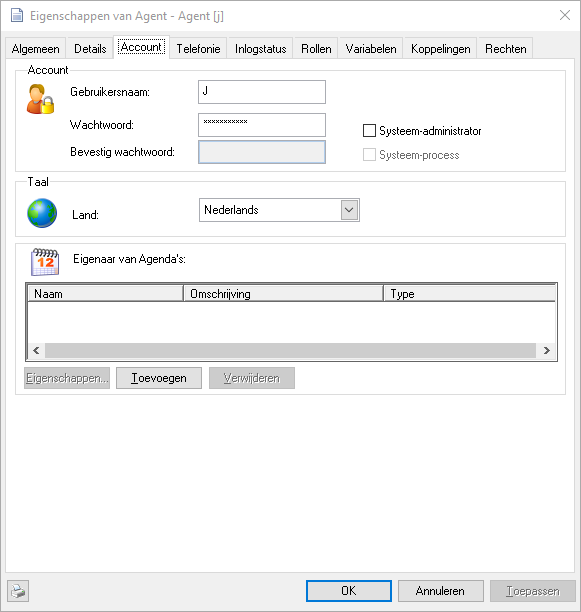 Eigenschappen van Agent - Agent [j]
Algemeen Details Account Telefonie Inlogstatus Rollen Variabelen Koppelingen Rechten
Account
Gebruikersnaam: J
Wachtwoord: ***********
Systeem-administrator
Bevestig wachtwoord:
Systeem-process
Taal
Land: Nederlands
12
Eigenaar van Agenda's:
Naam Omschrijving Type
Eigenschappen... Toevoegen Verwijderen
OK Annuleren Toepassen